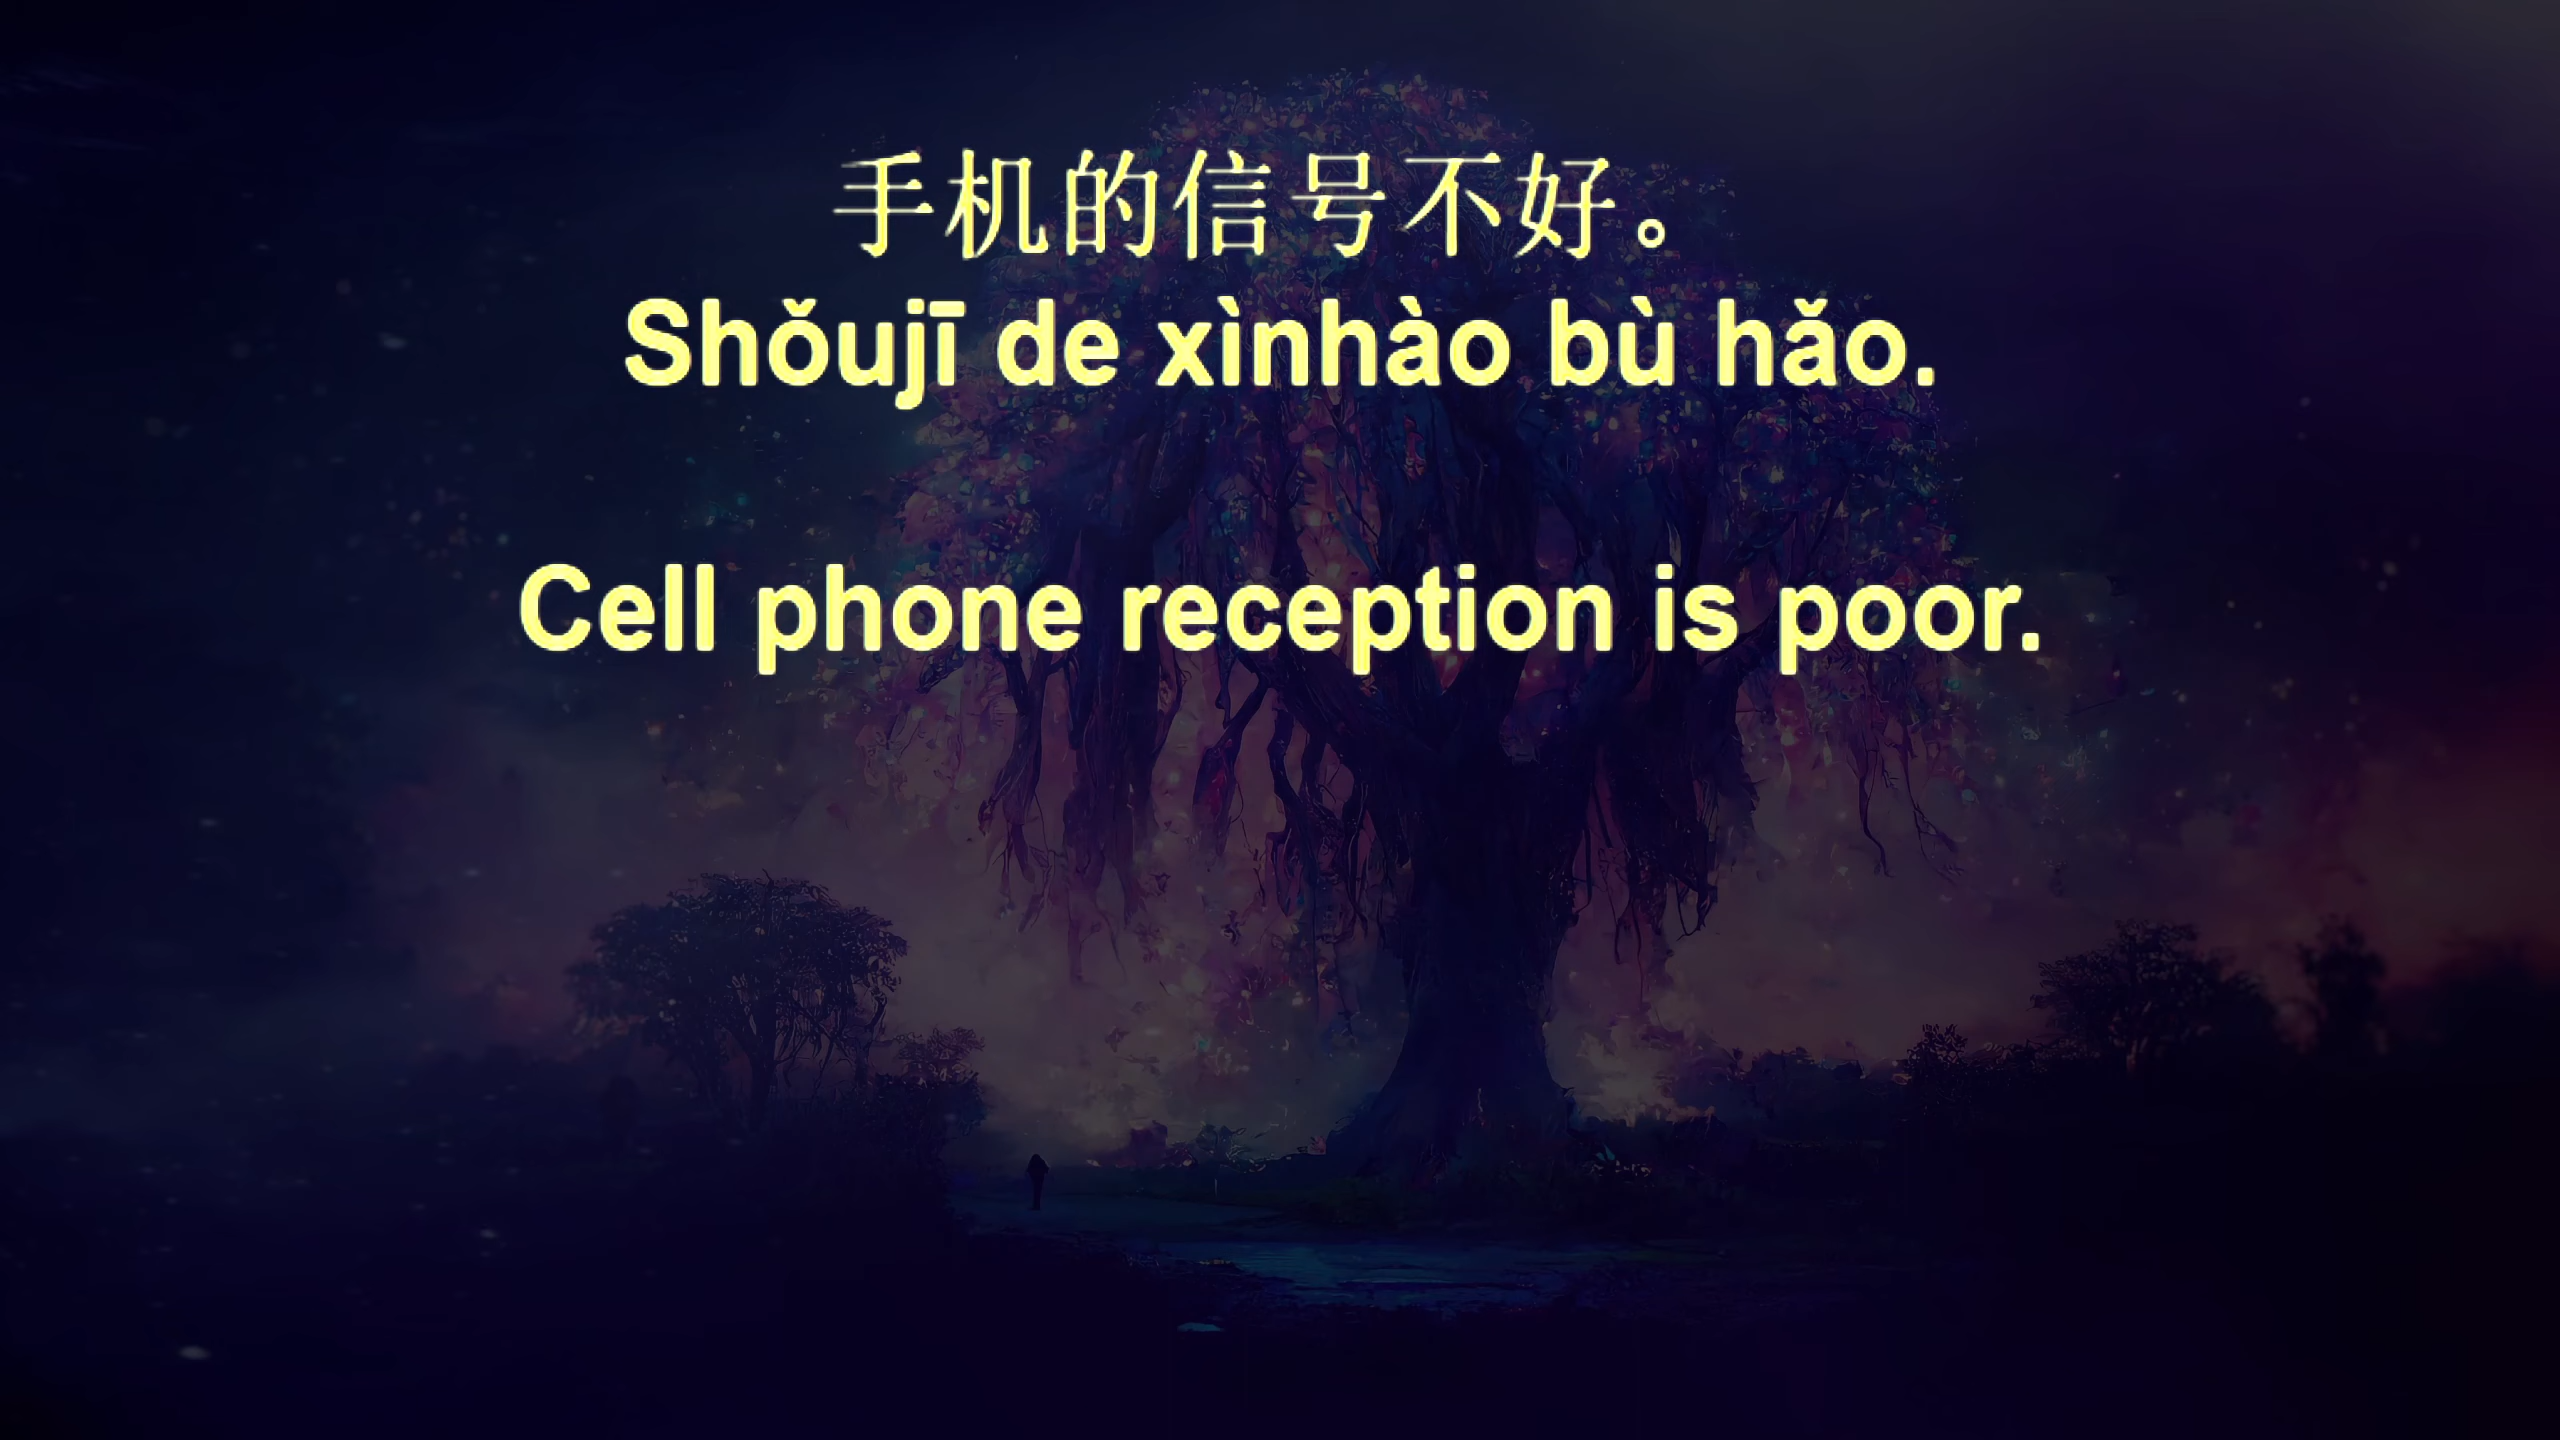 手机的信号不好。
Shǒujī de xìnhào bù hǎo.
Cell phone reception is poor.